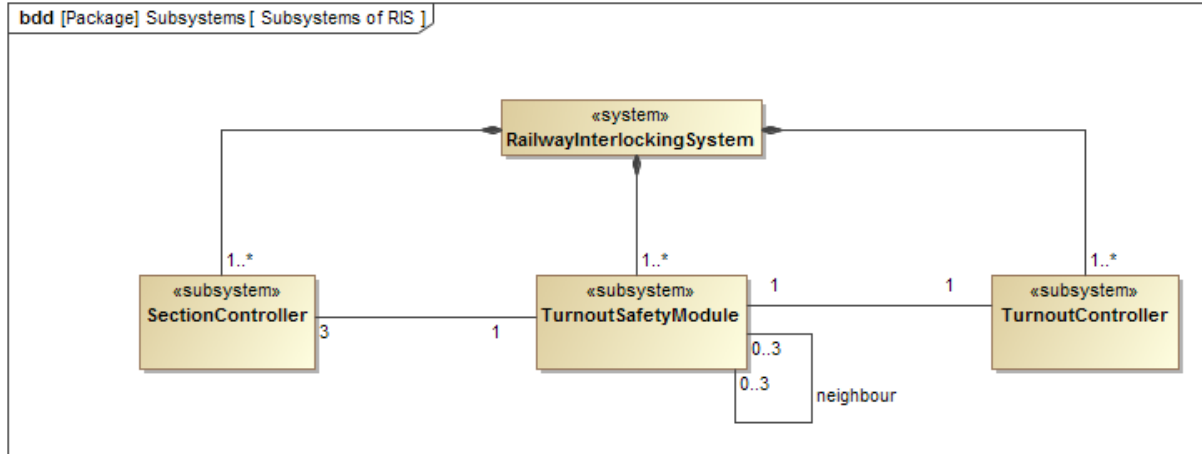 bdd [Package] Subsystems [ Subsystems of RIS ]
«system»
RailwayInterlockingSystem
1..*
1..*
1..*
«subsystem»
SectionController
«subsystem»
TurnoutSafetyModule
«subsystem»
TurnoutController
3
1
1
1
0..3
0..3
neighbour